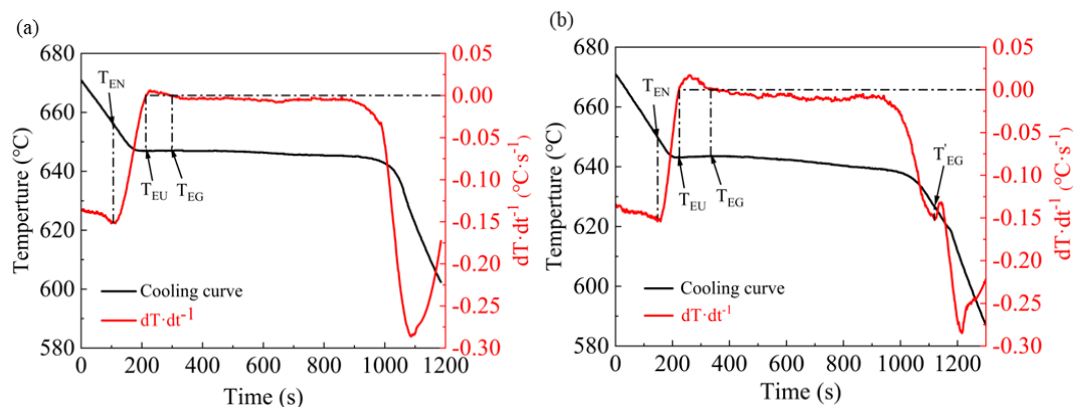 (a)
680
660
640
620
600
580
Temperture (℃)
0.05
0.00
-0.05
-0.10
-0.15
-0.20
-0.25
-0.30
dT·dt⁻¹ (℃·s⁻¹)
T_EN
T_EU
T_EG
Cooling curve
dT·dt⁻¹
0 200 400 600 800 1000 1200
Time (s)
(b)
680
660
640
620
600
580
Temperture (℃)
0.05
0.00
-0.05
-0.10
-0.15
-0.20
-0.25
-0.30
dT·dt⁻¹ (℃·s⁻¹)
T_EN
T_EU
T_EG
T'_EG
Cooling curve
dT·dt⁻¹
0 200 400 600 800 1000 1200
Time (s)